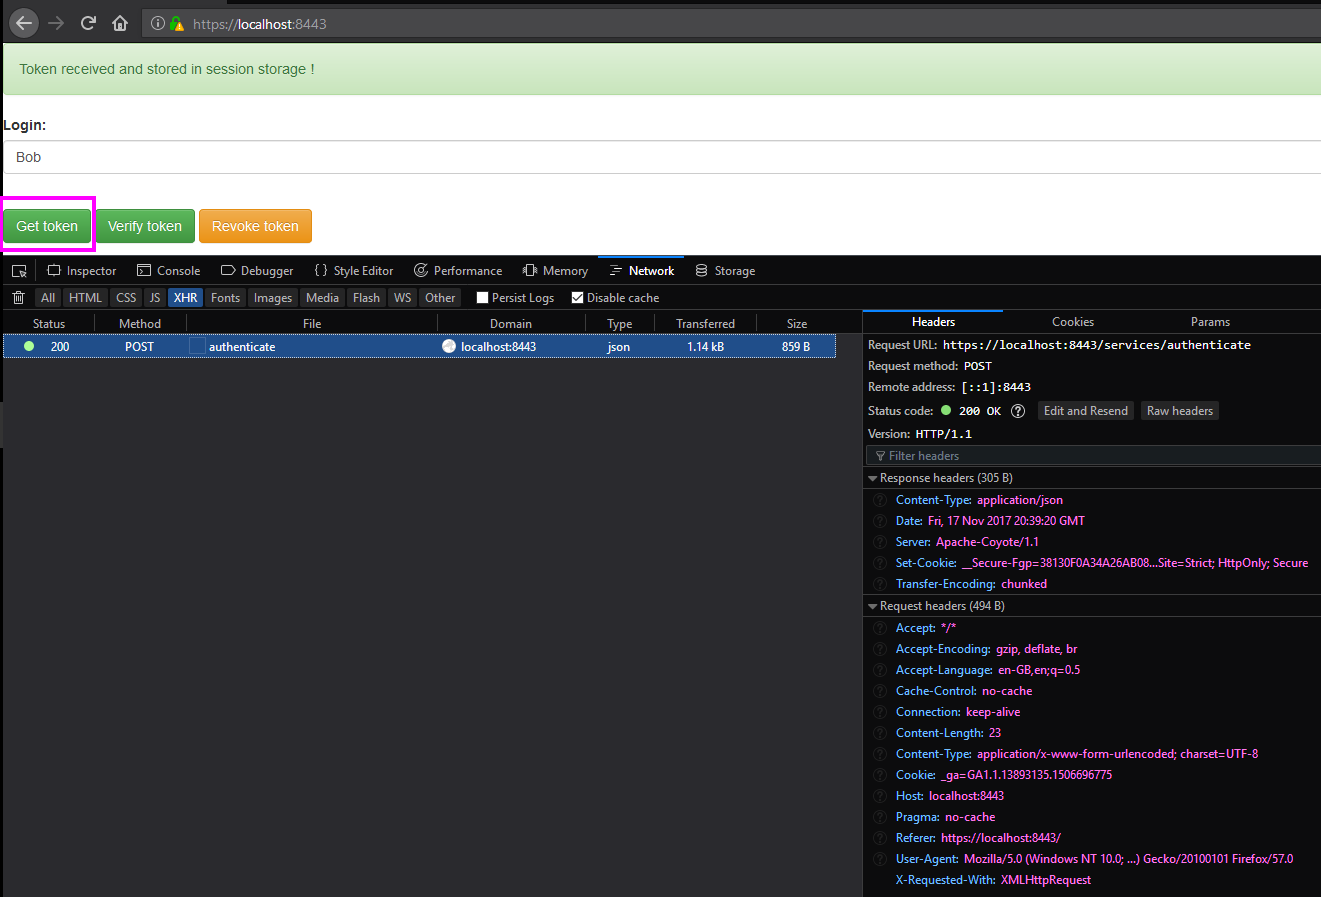 https://localhost:8443
Token received and stored in session storage !
Login:
Bob
Get token Verify token Revoke token
Inspector Console Debugger Style Editor Performance Memory Network Storage
All HTML CSS JS XHR Fonts Images Media Flash WS Other Persist Logs Disable cache
Status Method File Domain Type Transferred Size
200 POST authenticate localhost:8443 json 1.14 kB 859 B
Headers Cookies Params
Request URL: https://localhost:8443/services/authenticate
Request method: POST
Remote address: [::1]:8443
Status code: 200 OK Edit and Resend Raw headers
Version: HTTP/1.1
Filter headers
Response headers (305 B)
Content-Type: application/json
Date: Fri, 17 Nov 2017 20:39:20 GMT
Server: Apache-Coyote/1.1
Set-Cookie: __Secure-Fgp=38130F0A34A26AB08...Site=Strict; HttpOnly; Secure
Transfer-Encoding: chunked
Request headers (494 B)
Accept: */*
Accept-Encoding: gzip, deflate, br
Accept-Language: en-GB,en;q=0.5
Cache-Control: no-cache
Connection: keep-alive
Content-Length: 23
Content-Type: application/x-www-form-urlencoded; charset=UTF-8
Cookie: _ga=GA1.1.13893135.1506696775
Host: localhost:8443
Pragma: no-cache
Referer: https://localhost:8443/
User-Agent: Mozilla/5.0 (Windows NT 10.0; ...) Gecko/20100101 Firefox/57.0
X-Requested-With: XMLHttpRequest